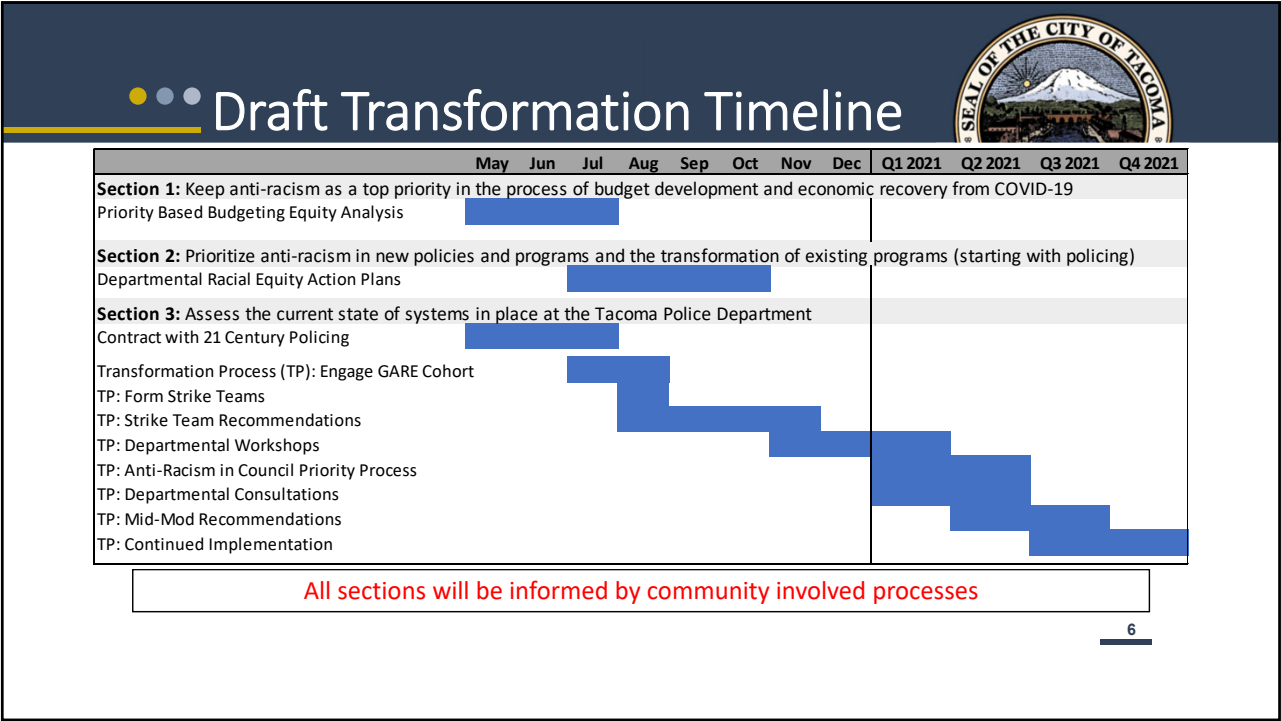 SEAL OF THE CITY OF TACOMA
Draft Transformation Timeline
May Jun Jul Aug Sep Oct Nov Dec Q1 2021 Q2 2021 Q3 2021 Q4 2021
Section 1: Keep anti-racism as a top priority in the process of budget development and economic recovery from COVID-19
Priority Based Budgeting Equity Analysis
Section 2: Prioritize anti-racism in new policies and programs and the transformation of existing programs (starting with policing)
Departmental Racial Equity Action Plans
Section 3: Assess the current state of systems in place at the Tacoma Police Department
Contract with 21 Century Policing
Transformation Process (TP): Engage GARE Cohort
TP: Form Strike Teams
TP: Strike Team Recommendations
TP: Departmental Workshops
TP: Anti-Racism in Council Priority Process
TP: Departmental Consultations
TP: Mid-Mod Recommendations
TP: Continued Implementation
All sections will be informed by community involved processes
6